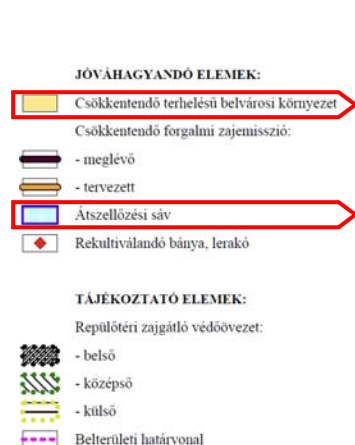 JÓVÁHAGYANDÓ ELEMEK:
Csökkentendő terhelésű belvárosi környezet
Csökkentendő forgalmi zajemisszió:
- meglévő
- tervezett
Átszellőzési sáv
Rekultiválandó bánya, lerakó
TÁJÉKOZTATÓ ELEMEK:
Repülőtéri zajgátló védőövezet:
- belső
- középső
- külső
Belterületi határvonal